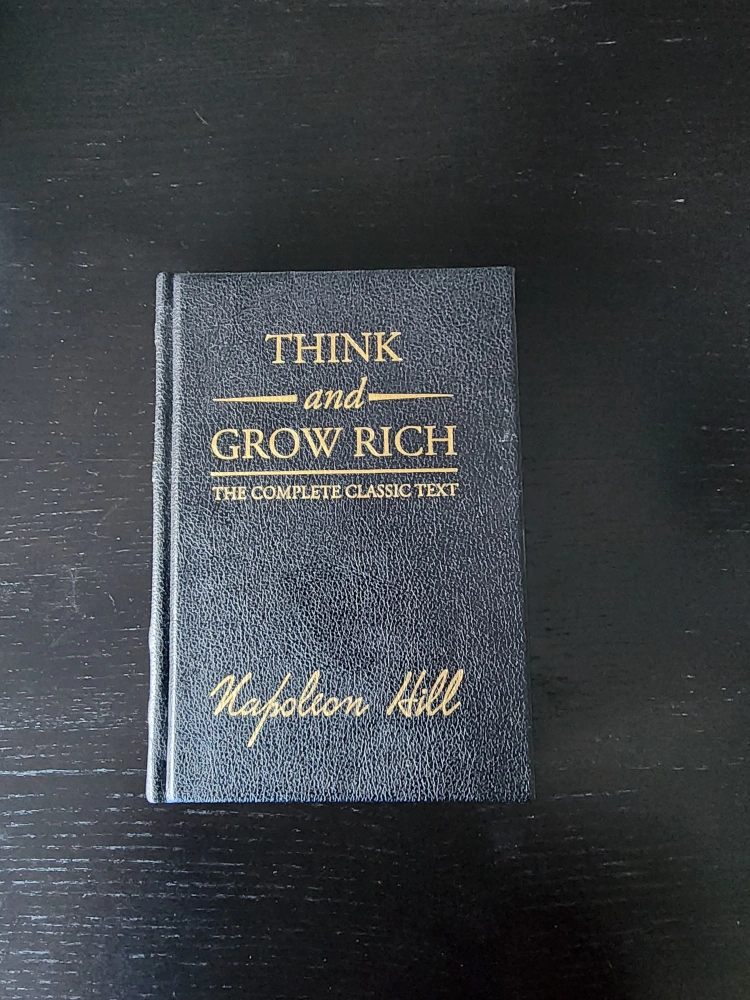 THINK
and
GROW RICH
THE COMPLETE CLASSIC TEXT
Napoleon Hill